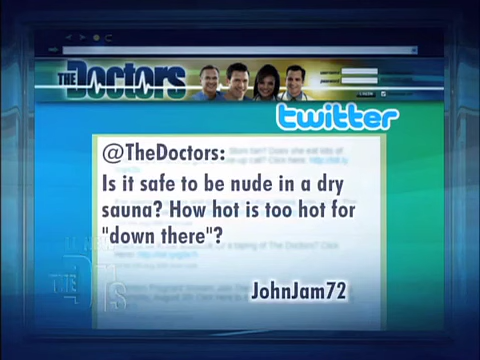 THE Doctors
twitter
@TheDoctors:
Is it safe to be nude in a dry
sauna? How hot is too hot for
"down there"?
JohnJam72